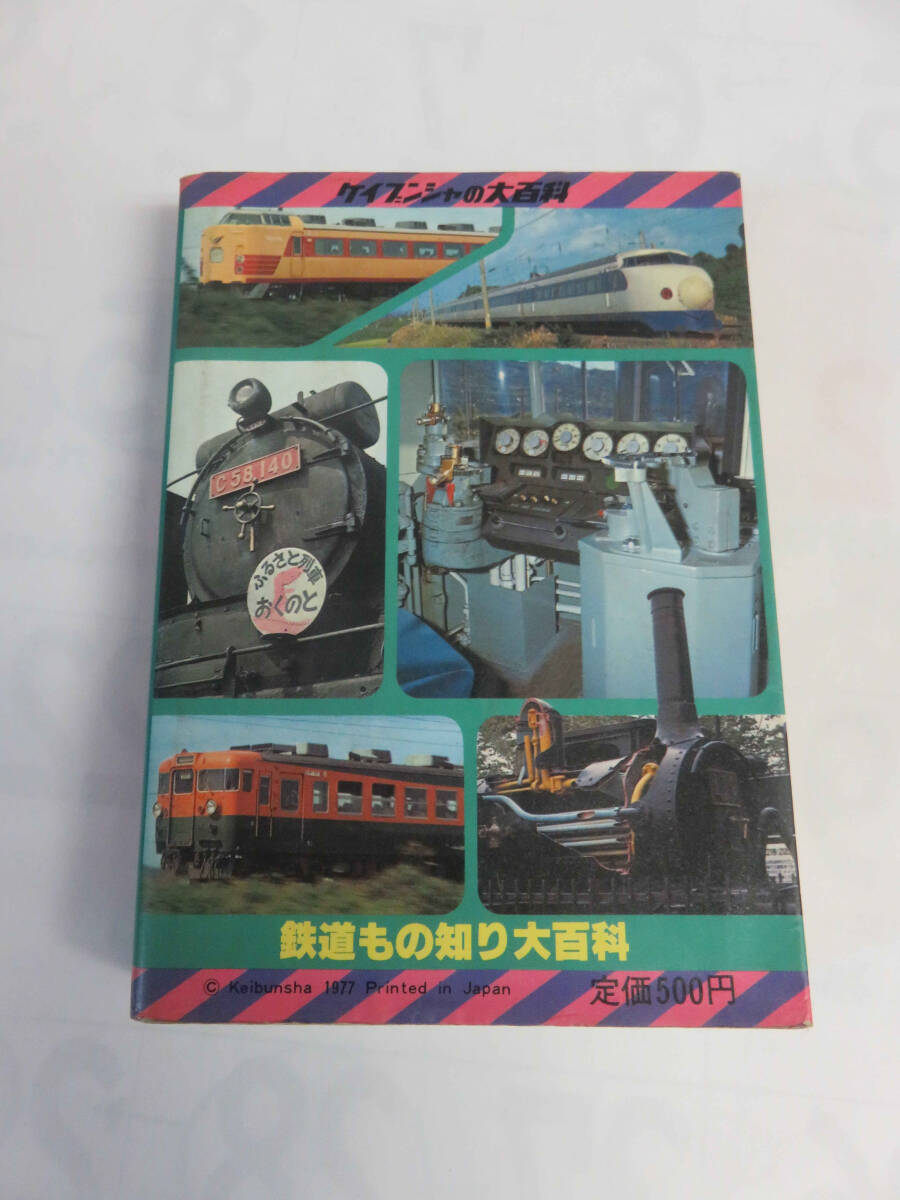 ケイブンシャの大百科
C58 140
ふるさと列車
おくのと
鉄道もの知り大百科
© Keibunsha 1977 Printed in Japan
定価500円